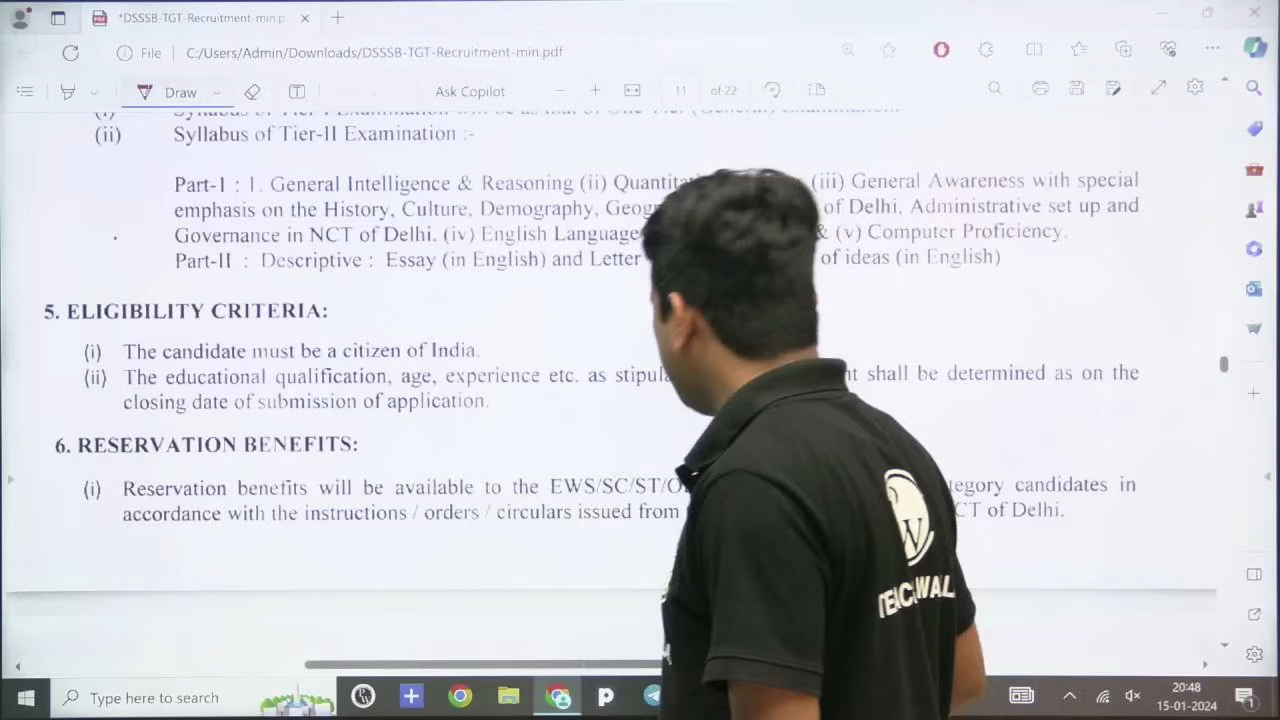 *DSSSB-TGT-Recruitment-min.p
File C:/Users/Admin/Downloads/DSSSB-TGT-Recruitment-min.pdf
Draw Ask Copilot 11 of 22
(ii) Syllabus of Tier-II Examination :-
Part-I : 1. General Intelligence & Reasoning (ii) (iii) General Awareness with special
emphasis on the History, Culture, Demography, of Delhi, Administrative set up and
Governance in NCT of Delhi. (iv) English Language & (v) Computer Proficiency.
Part-II : Descriptive : Essay (in English) and Letter of ideas (in English)
5. ELIGIBILITY CRITERIA:
(i) The candidate must be a citizen of India.
(ii) The educational qualification, age, experience etc. as shall be determined as on the
closing date of submission of application.
6. RESERVATION BENEFITS:
(i) Reservation benefits will be available to the EWS/SC/ST/ candidates in
accordance with the instructions / orders / circulars issued from of Delhi.
W
Type here to search
20:48
15-01-2024
1